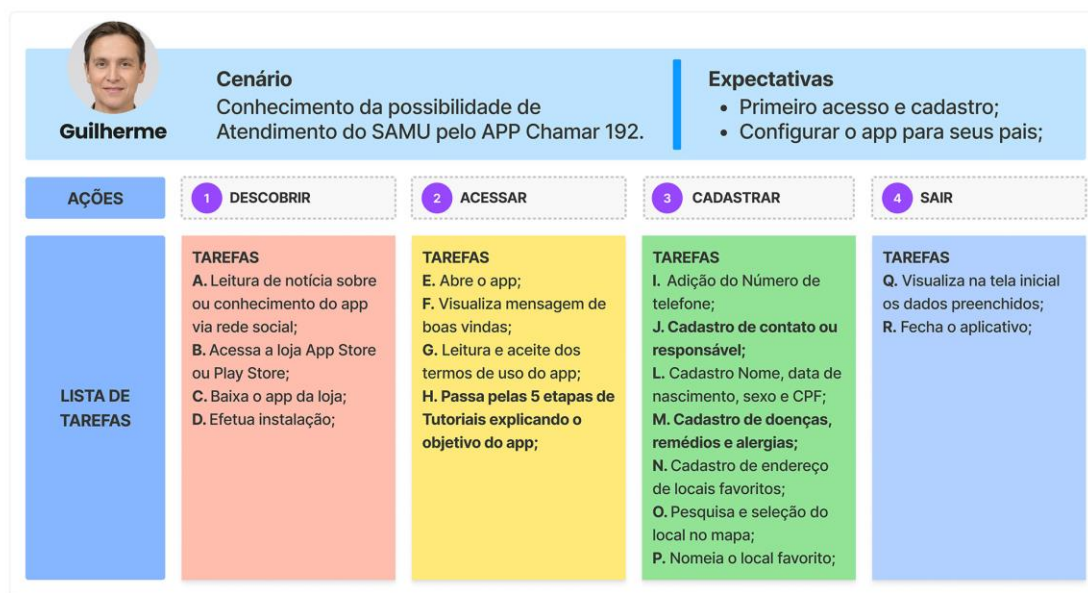 Guilherme
Cenário
Conhecimento da possibilidade de
Atendimento do SAMU pelo APP Chamar 192.
Expectativas
• Primeiro acesso e cadastro;
• Configurar o app para seus pais;
AÇÕES
1 DESCOBRIR
2 ACESSAR
3 CADASTRAR
4 SAIR
LISTA DE
TAREFAS
TAREFAS
A. Leitura de notícia sobre
ou conhecimento do app
via rede social;
B. Acessa a loja App Store
ou Play Store;
C. Baixa o app da loja;
D. Efetua instalação;
TAREFAS
E. Abre o app;
F. Visualiza mensagem de
boas vindas;
G. Leitura e aceite dos
termos de uso do app;
H. Passa pelas 5 etapas de
Tutoriais explicando o
objetivo do app;
TAREFAS
I. Adição do Número de
telefone;
J. Cadastro de contato ou
responsável;
L. Cadastro Nome, data de
nascimento, sexo e CPF;
M. Cadastro de doenças,
remédios e alergias;
N. Cadastro de endereço
de locais favoritos;
O. Pesquisa e seleção do
local no mapa;
P. Nomeia o local favorito;
TAREFAS
Q. Visualiza na tela inicial
os dados preenchidos;
R. Fecha o aplicativo;